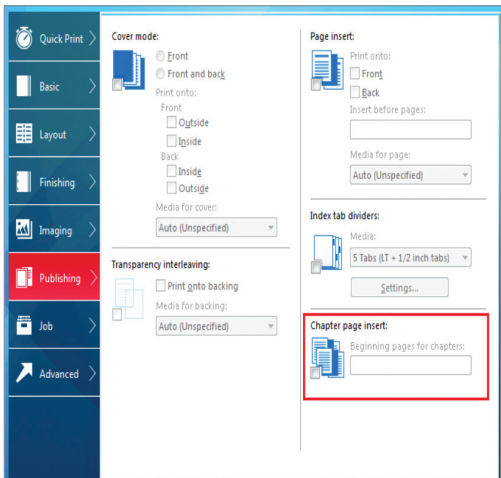 Quick Print
Basic
Layout
Finishing
Imaging
Publishing
Job
Advanced
Cover mode:
Front
Front and back
Print onto:
Front
Outside
Inside
Back
Inside
Outside
Media for cover:
Auto (Unspecified)
Transparency interleaving:
Print onto backing
Media for backing:
Auto (Unspecified)
Page insert:
Print onto:
Front
Back
Insert before pages:
Media for page:
Auto (Unspecified)
Index tab dividers:
Media:
5 Tabs (LT + 1/2 inch tabs)
Settings...
Chapter page insert:
Beginning pages for chapters: